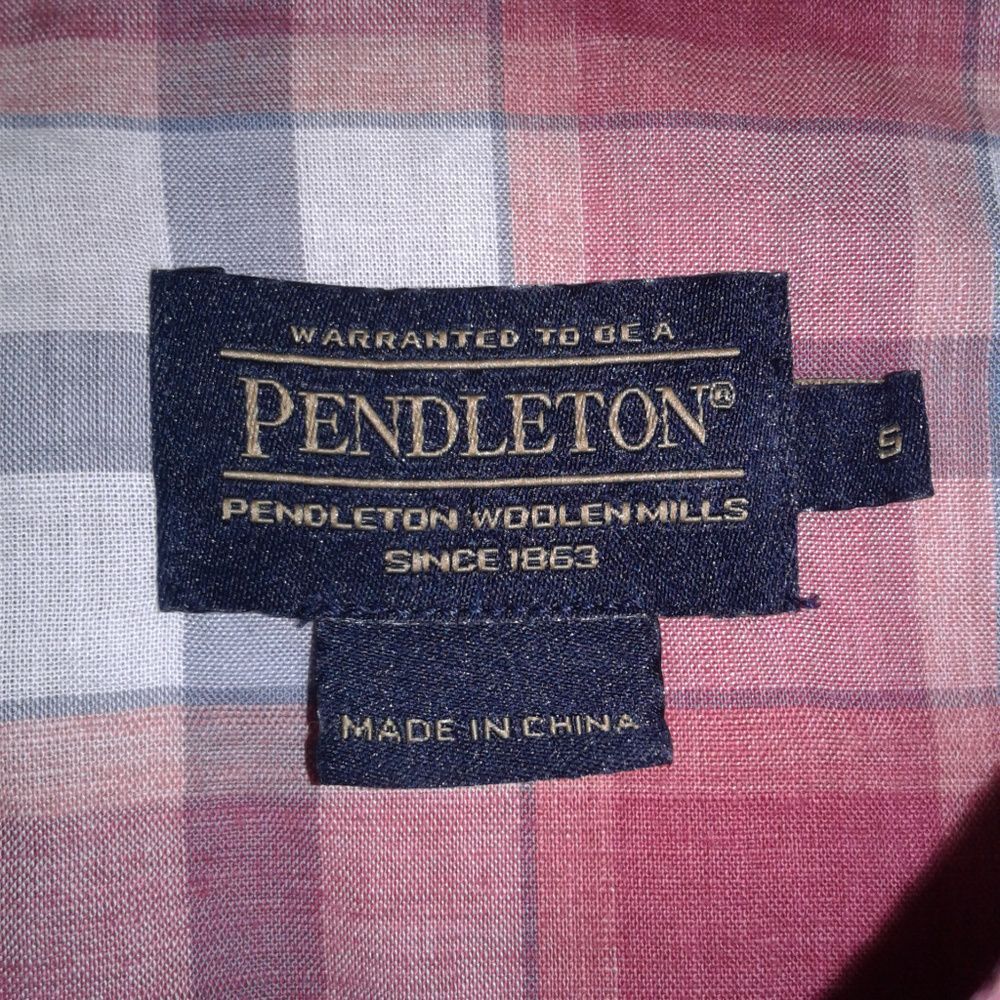 WARRANTED TO BE A
PENDLETON®
S
PENDLETON WOOLEN MILLS
SINCE 1863
MADE IN CHINA